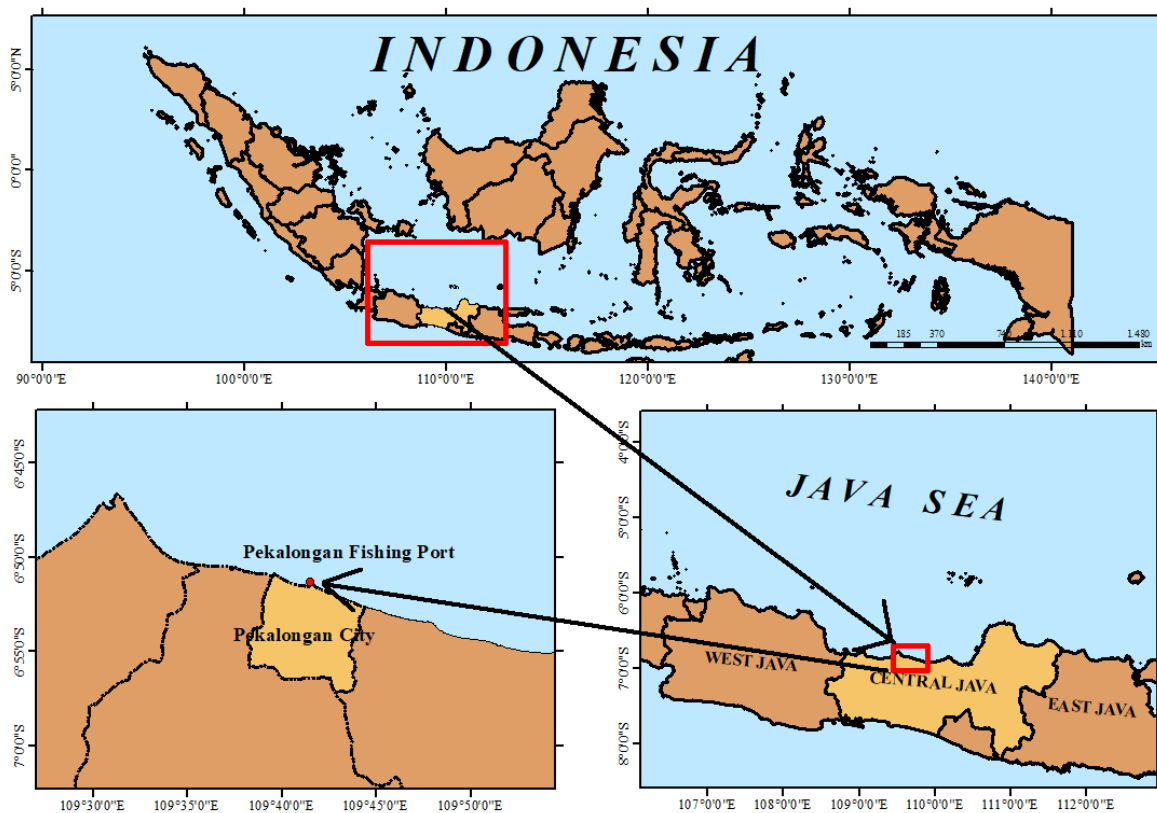 INDONESIA
5°0'0"N
0°0'0"
5°0'0"S
185 370 740 1.110 1.480
km
90°0'0"E 100°0'0"E 110°0'0"E 120°0'0"E 130°0'0"E 140°0'0"E
6°45'0"S
6°50'0"S
6°55'0"S
7°0'0"S
Pekalongan Fishing Port
Pekalongan City
109°30'0"E 109°35'0"E 109°40'0"E 109°45'0"E 109°50'0"E
4°0'0"S
5°0'0"S
6°0'0"S
7°0'0"S
8°0'0"S
JAVA SEA
WEST JAVA
CENTRAL JAVA
EAST JAVA
107°0'0"E 108°0'0"E 109°0'0"E 110°0'0"E 111°0'0"E 112°0'0"E